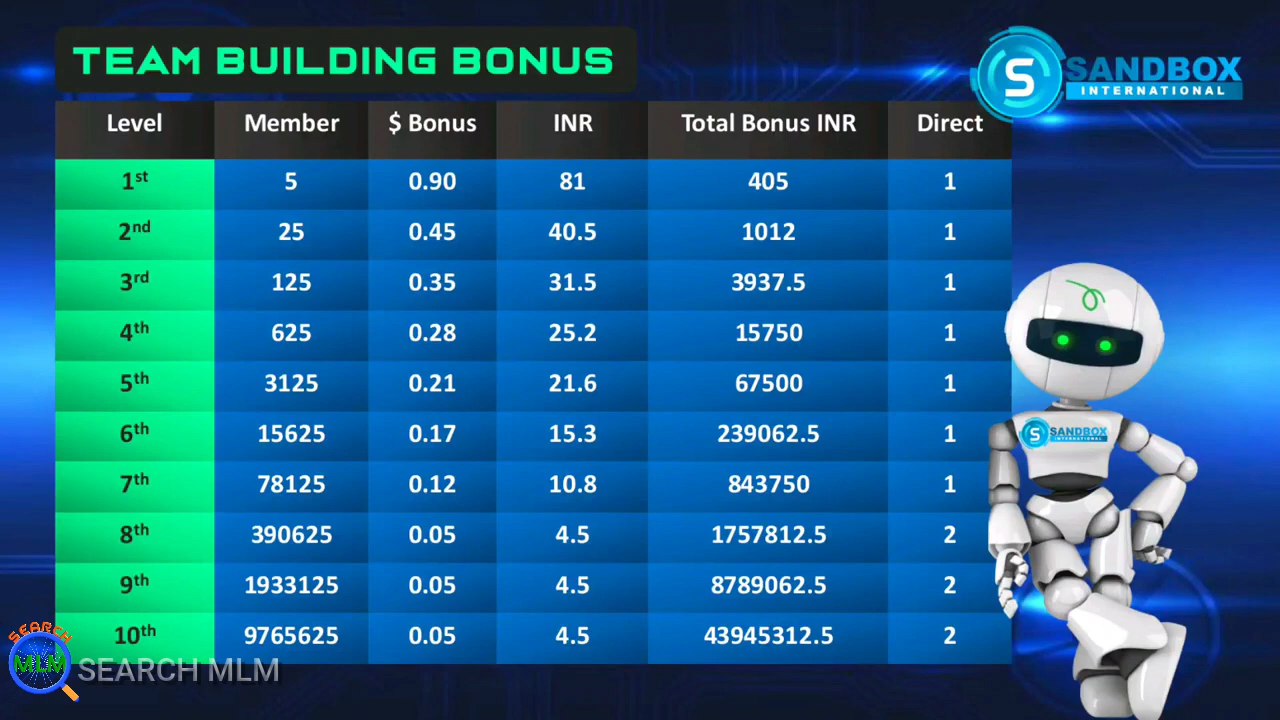 TEAM BUILDING BONUS
S SANDBOX
INTERNATIONAL
Level Member $ Bonus INR Total Bonus INR Direct
1st 5 0.90 81 405 1
2nd 25 0.45 40.5 1012 1
3rd 125 0.35 31.5 3937.5 1
4th 625 0.28 25.2 15750 1
5th 3125 0.21 21.6 67500 1
6th 15625 0.17 15.3 239062.5 1
S SANDBOX
INTERNATIONAL
7th 78125 0.12 10.8 843750 1
8th 390625 0.05 4.5 1757812.5 2
9th 1933125 0.05 4.5 8789062.5 2
10th 9765625 0.05 4.5 43945312.5 2
SEARCH
MLM SEARCH MLM